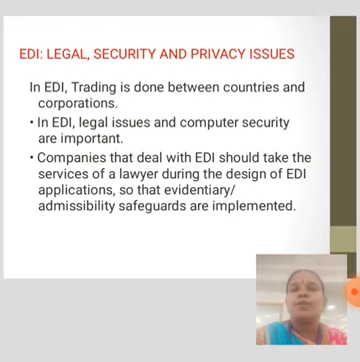 EDI: LEGAL, SECURITY AND PRIVACY ISSUES
In EDI, Trading is done between countries and
corporations.
• In EDI, legal issues and computer security
are important.
• Companies that deal with EDI should take the
services of a lawyer during the design of EDI
applications, so that evidentiary/
admissibility safeguards are implemented.